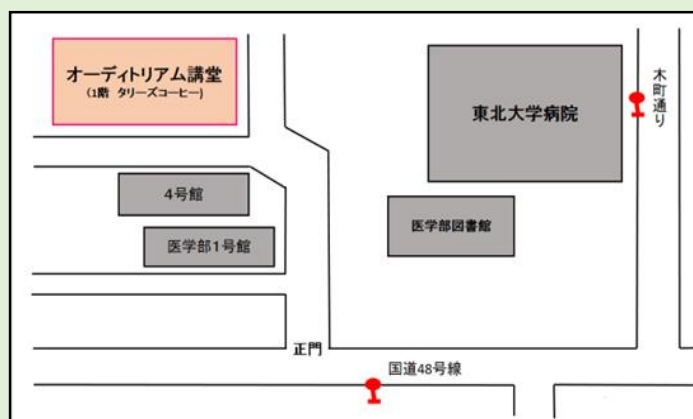 オーディトリアム講堂
(1階 タリーズコーヒー)
東北大学病院
木町通り
4号館
医学部図書館
医学部1号館
正門
国道48号線